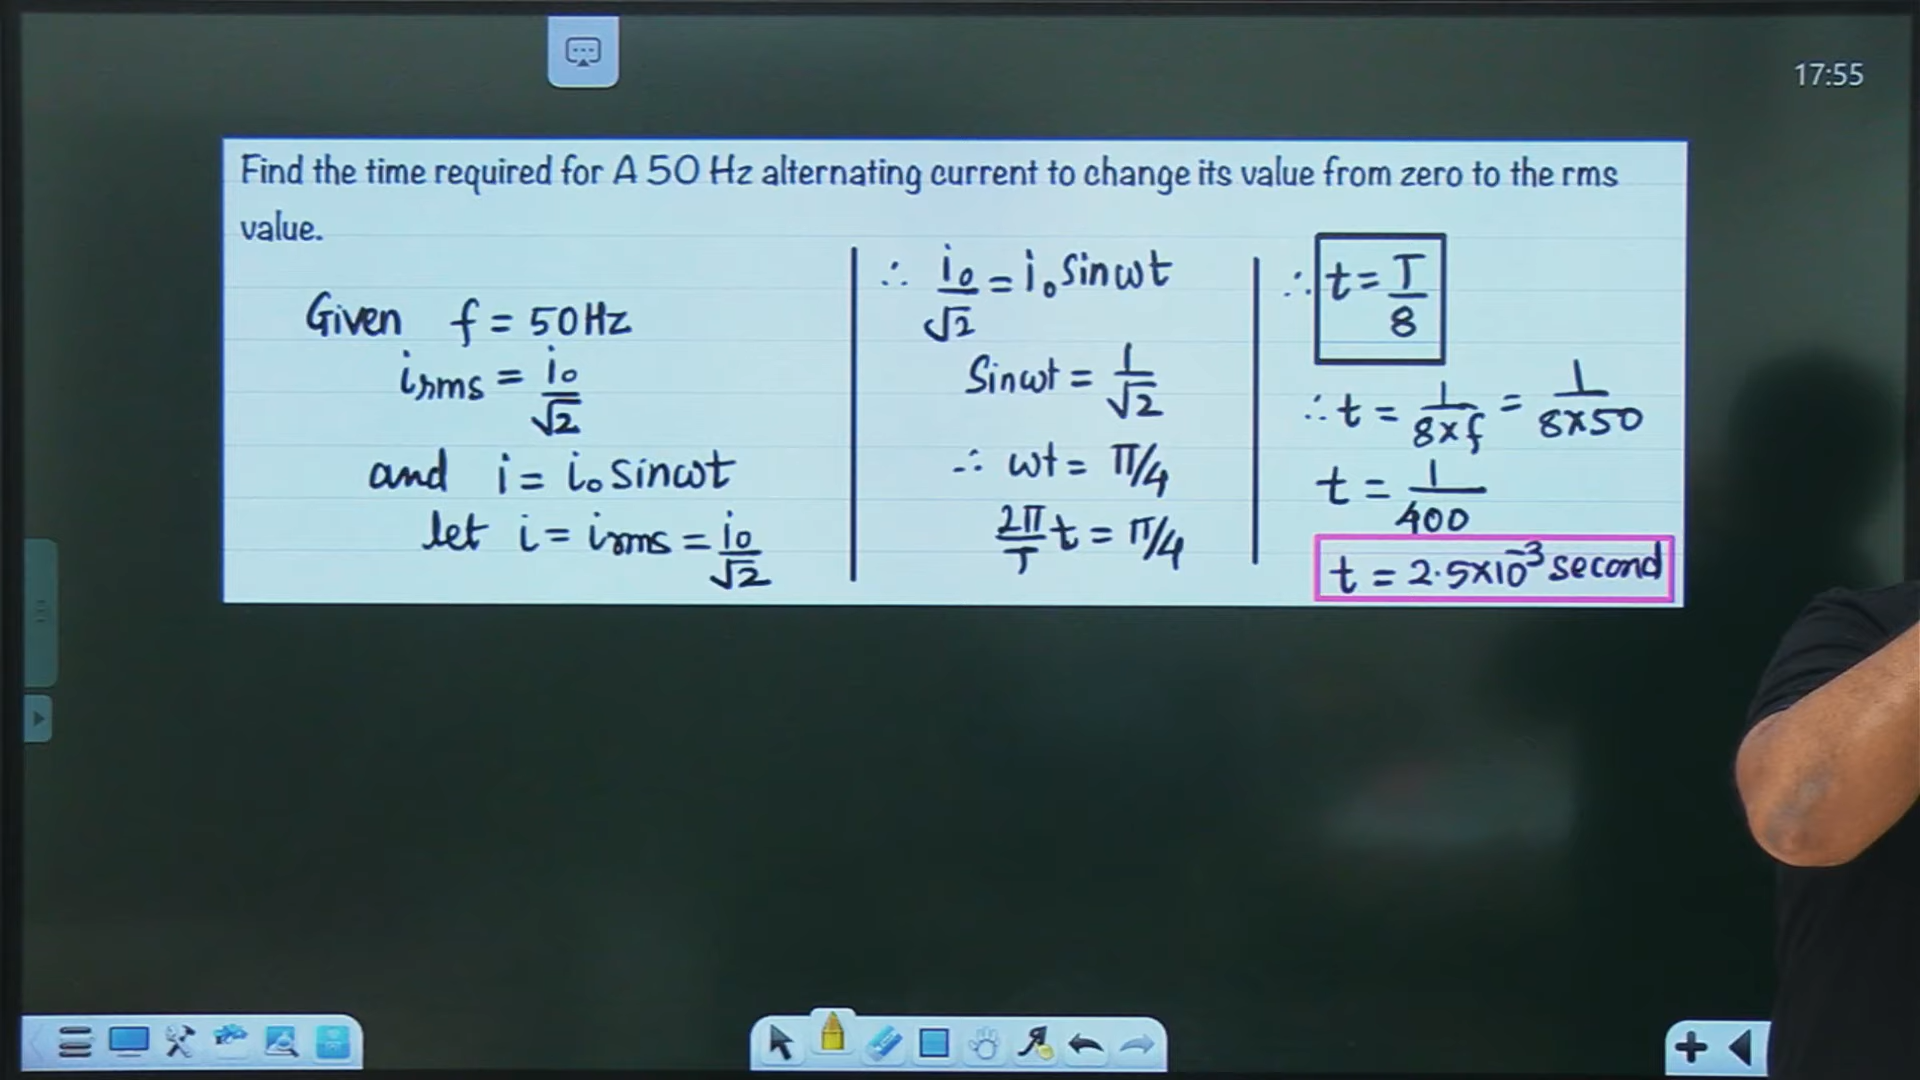 17:55
Find the time required for A 50 Hz alternating current to change its value from zero to the rms
value.
Given f = 50Hz
irms = i₀/√2
and i = i₀ sinωt
let i = irms = i₀/√2
∴ i₀/√2 = i₀ sinωt
Sinωt = 1/√2
∴ ωt = π/4
2π/T t = π/4
∴ t = T/8
∴ t = 1/8×f = 1/8×50
t = 1/400
t = 2.5×10⁻³ second